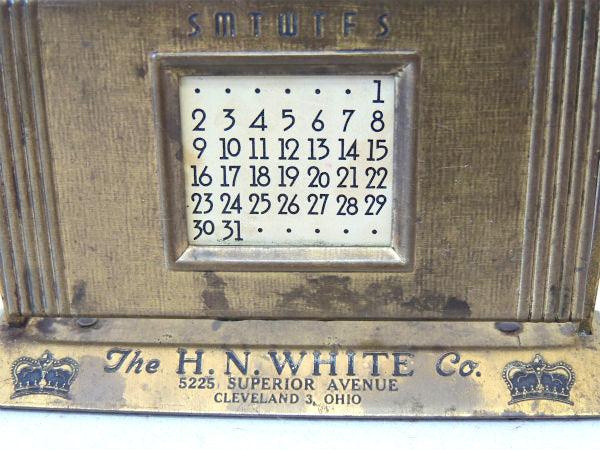 S M T W T F S
· · · · · · 1
2 3 4 5 6 7 8
9 10 11 12 13 14 15
16 17 18 19 20 21 22
23 24 25 26 27 28 29
30 31 · · · · ·
The H. N. WHITE Co.
5225 SUPERIOR AVENUE
CLEVELAND 3, OHIO